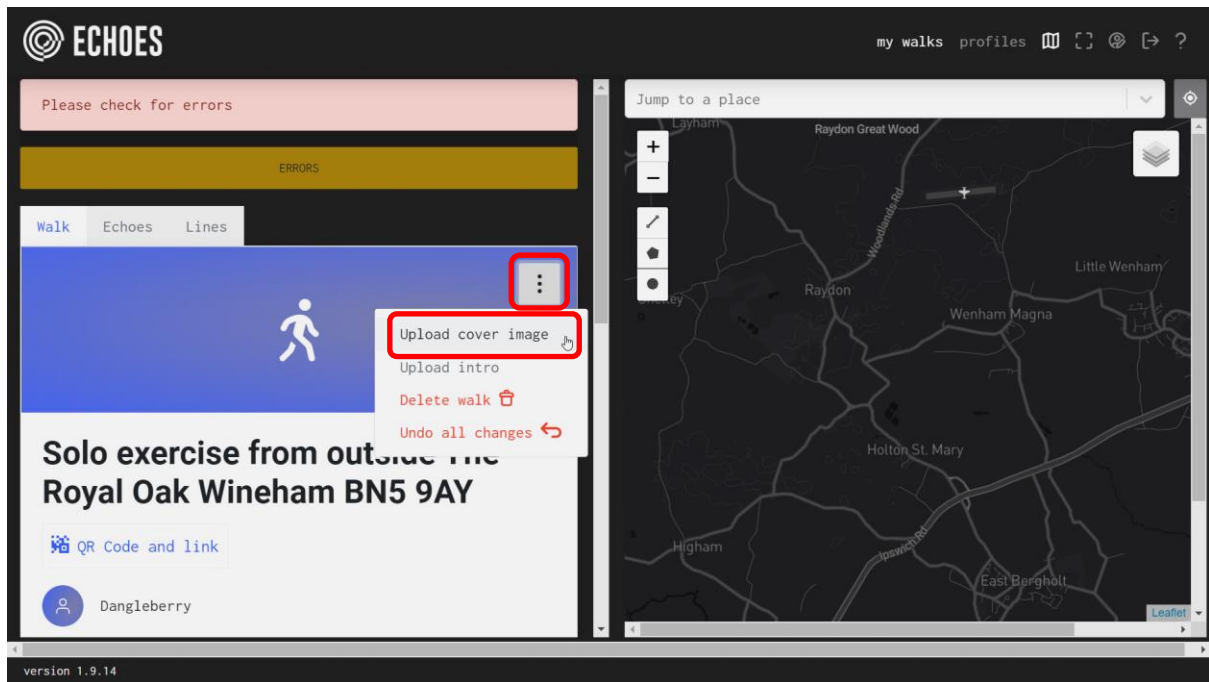 ECHOES
my walks profiles ?
Please check for errors
ERRORS
Walk Echoes Lines
Upload cover image
Upload intro
Delete walk
Undo all changes
Solo exercise from outside The
Royal Oak Wineham BN5 9AY
QR Code and link
Dangleberry
Jump to a place
+
−
Layham
Raydon Great Wood
Woodlands Rd
Little Wenham
Raydon
Wenham Magna
Holton St. Mary
Higham
Ipswich Rd
East Bergholt
Leaflet
version 1.9.14